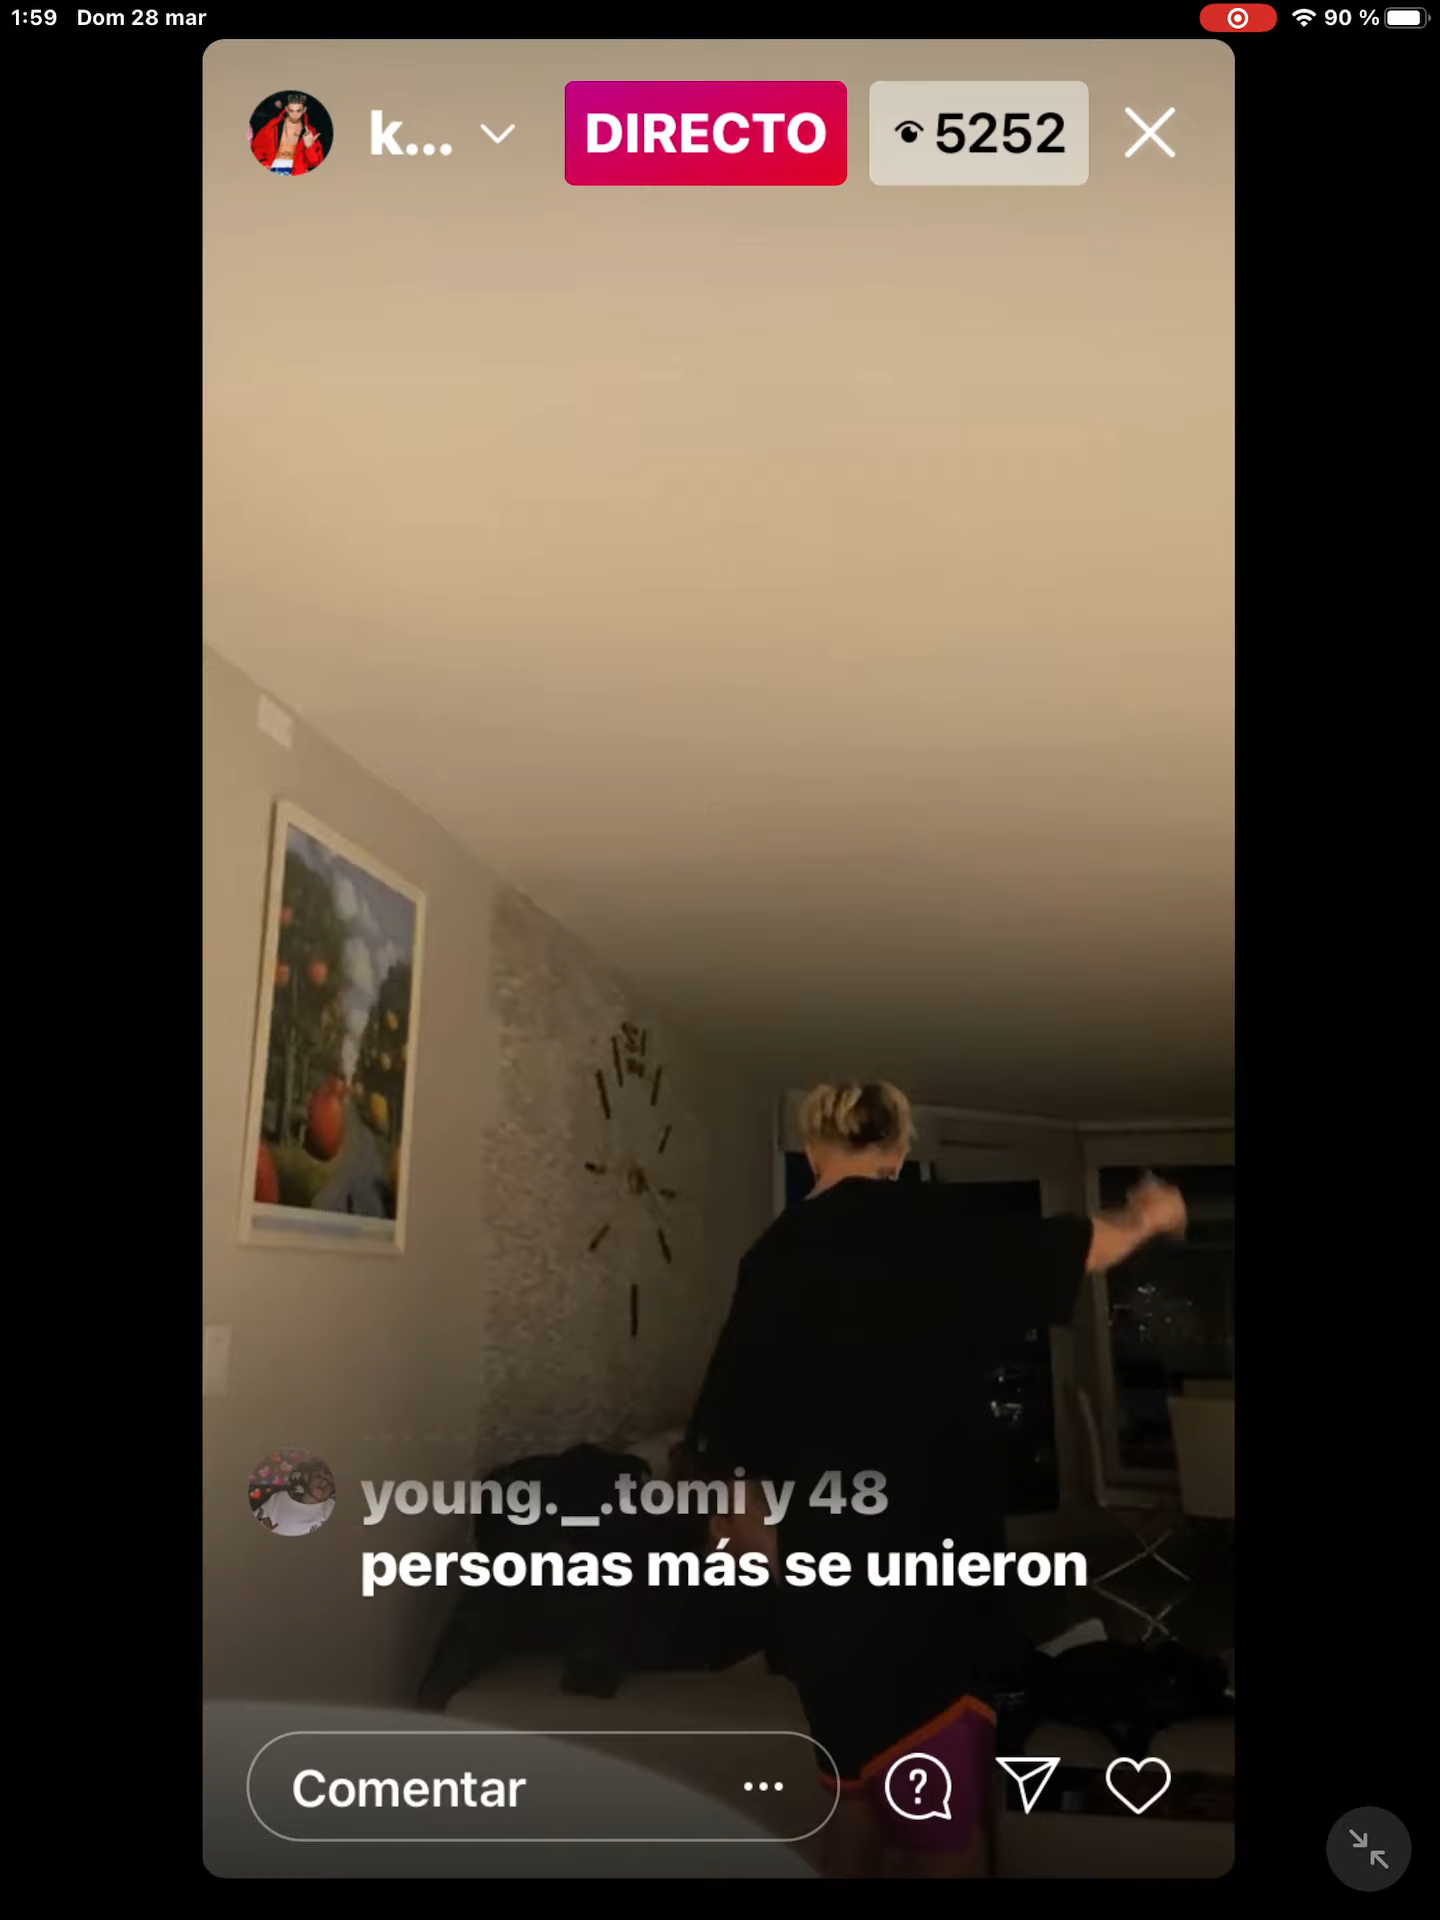 1:59 Dom 28 mar 90 %
k... DIRECTO 5252
young._.tomi y 48
personas más se unieron
Comentar ...